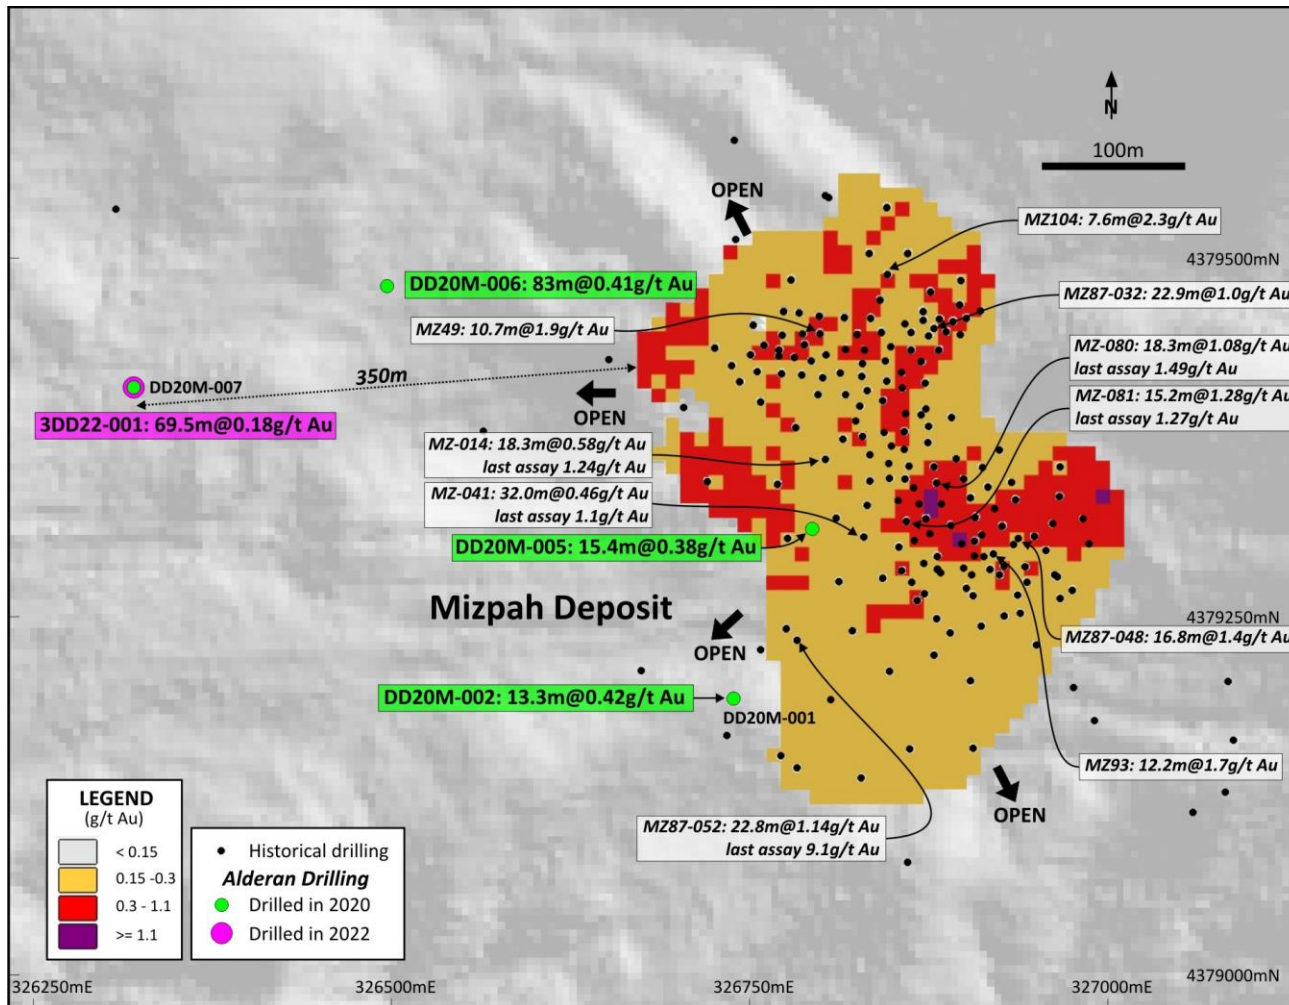 N
100m
OPEN
MZ104: 7.6m@2.3g/t Au
4379500mN
DD20M-006: 83m@0.41g/t Au
MZ87-032: 22.9m@1.0g/t Au
MZ49: 10.7m@1.9g/t Au
MZ-080: 18.3m@1.08g/t Au
last assay 1.49g/t Au
350m
DD20M-007
OPEN
MZ-081: 15.2m@1.28g/t Au
last assay 1.27g/t Au
3DD22-001: 69.5m@0.18g/t Au
MZ-014: 18.3m@0.58g/t Au
last assay 1.24g/t Au
MZ-041: 32.0m@0.46g/t Au
last assay 1.1g/t Au
DD20M-005: 15.4m@0.38g/t Au
Mizpah Deposit
4379250mN
MZ87-048: 16.8m@1.4g/t Au
OPEN
DD20M-002: 13.3m@0.42g/t Au
DD20M-001
MZ93: 12.2m@1.7g/t Au
OPEN
MZ87-052: 22.8m@1.14g/t Au
last assay 9.1g/t Au
LEGEND
(g/t Au)
< 0.15
0.15 -0.3
0.3 - 1.1
>= 1.1
Historical drilling
Alderan Drilling
Drilled in 2020
Drilled in 2022
4379000mN
326250mE
326500mE
326750mE
327000mE